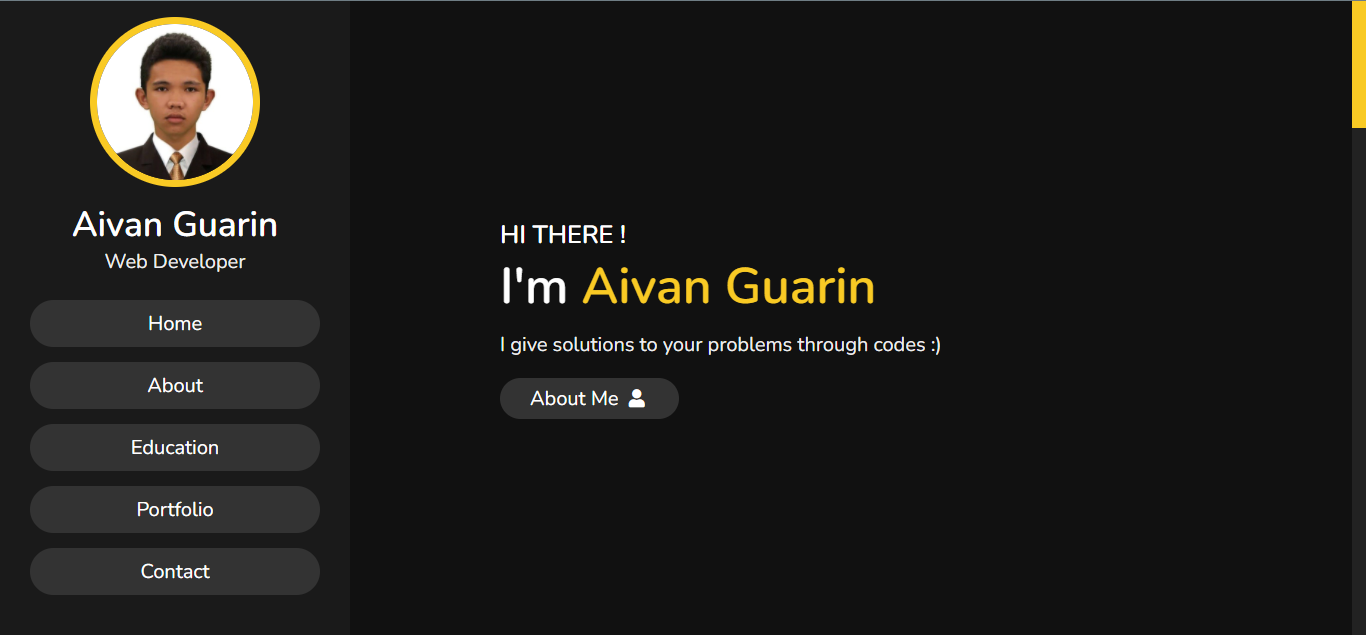 Aivan Guarin
Web Developer
Home
About
Education
Portfolio
Contact
HI THERE !
I'm Aivan Guarin
I give solutions to your problems through codes :)
About Me